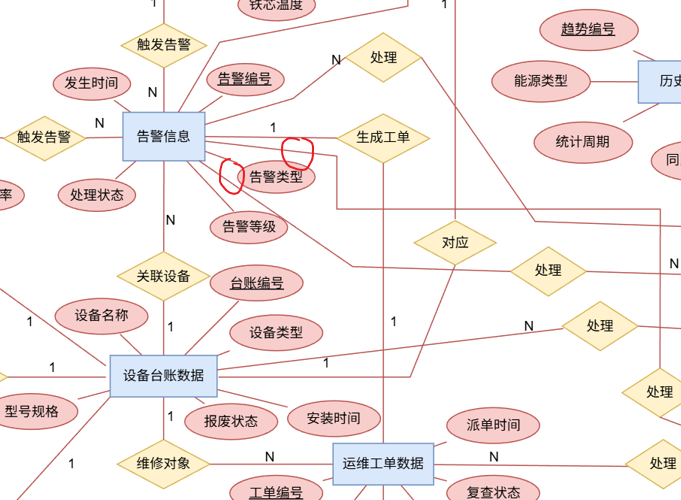 1
铁芯温度
1
趋势编号
触发告警
N
处理
发生时间
告警编号
能源类型
历史
N
N
1
触发告警
告警信息
生成工单
统计周期
同
告警类型
率
处理状态
N
告警等级
对应
关联设备
处理
N
台账编号
设备名称
1
1
1
N
处理
设备类型
1
1
设备台账数据
处理
型号规格
1
报废状态
安装时间
派单时间
1
维修对象
N
运维工单数据
N
处理
工单编号
复查状态